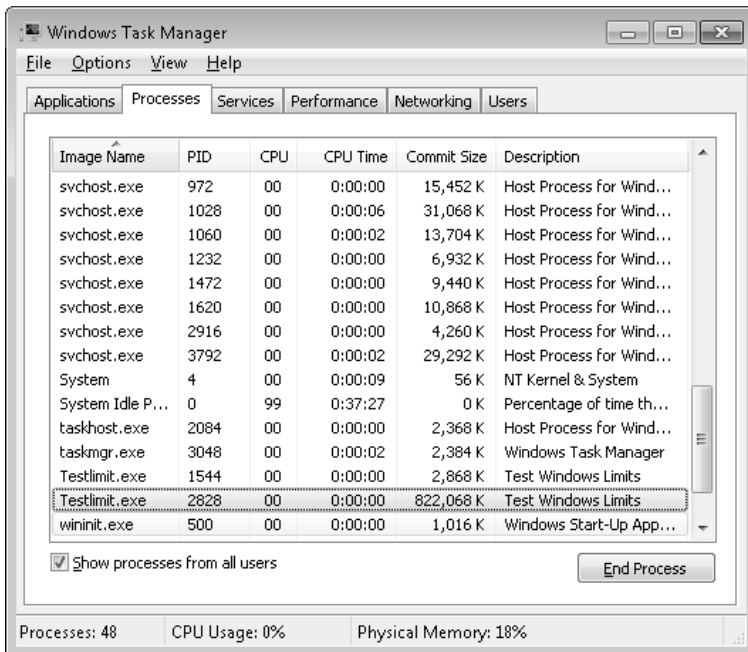 Windows Task Manager
File Options View Help
Applications Processes Services Performance Networking Users
Image Name PID CPU CPU Time Commit Size Description
svchost.exe 972 00 0:00:00 15,452 K Host Process for Wind...
svchost.exe 1028 00 0:00:06 31,068 K Host Process for Wind...
svchost.exe 1060 00 0:00:02 13,704 K Host Process for Wind...
svchost.exe 1232 00 0:00:00 6,932 K Host Process for Wind...
svchost.exe 1472 00 0:00:00 9,440 K Host Process for Wind...
svchost.exe 1620 00 0:00:00 10,868 K Host Process for Wind...
svchost.exe 2916 00 0:00:00 4,260 K Host Process for Wind...
svchost.exe 3792 00 0:00:02 29,292 K Host Process for Wind...
System 4 00 0:00:09 56 K NT Kernel & System
System Idle P... 0 99 0:37:27 0 K Percentage of time th...
taskhost.exe 2084 00 0:00:00 2,368 K Host Process for Wind...
taskmgr.exe 3048 00 0:00:02 2,384 K Windows Task Manager
Testlimit.exe 1544 00 0:00:00 2,868 K Test Windows Limits
Testlimit.exe 2828 00 0:00:00 822,068 K Test Windows Limits
wininit.exe 500 00 0:00:00 1,016 K Windows Start-Up App...
Show processes from all users End Process
Processes: 48 CPU Usage: 0% Physical Memory: 18%